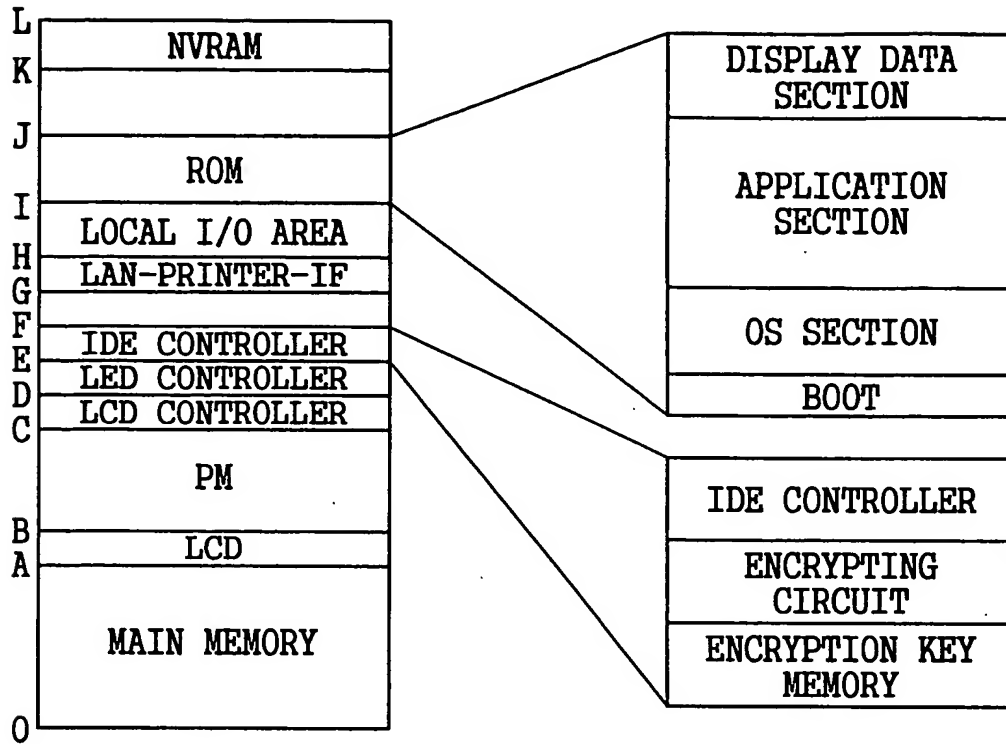 L
NVRAM
K
J
ROM
I
LOCAL I/O AREA
H
LAN-PRINTER-IF
G
F
IDE CONTROLLER
E
LED CONTROLLER
D
LCD CONTROLLER
C
PM
B
LCD
A
MAIN MEMORY
O
DISPLAY DATA
SECTION
APPLICATION
SECTION
OS SECTION
BOOT
IDE CONTROLLER
ENCRYPTING
CIRCUIT
ENCRYPTION KEY
MEMORY